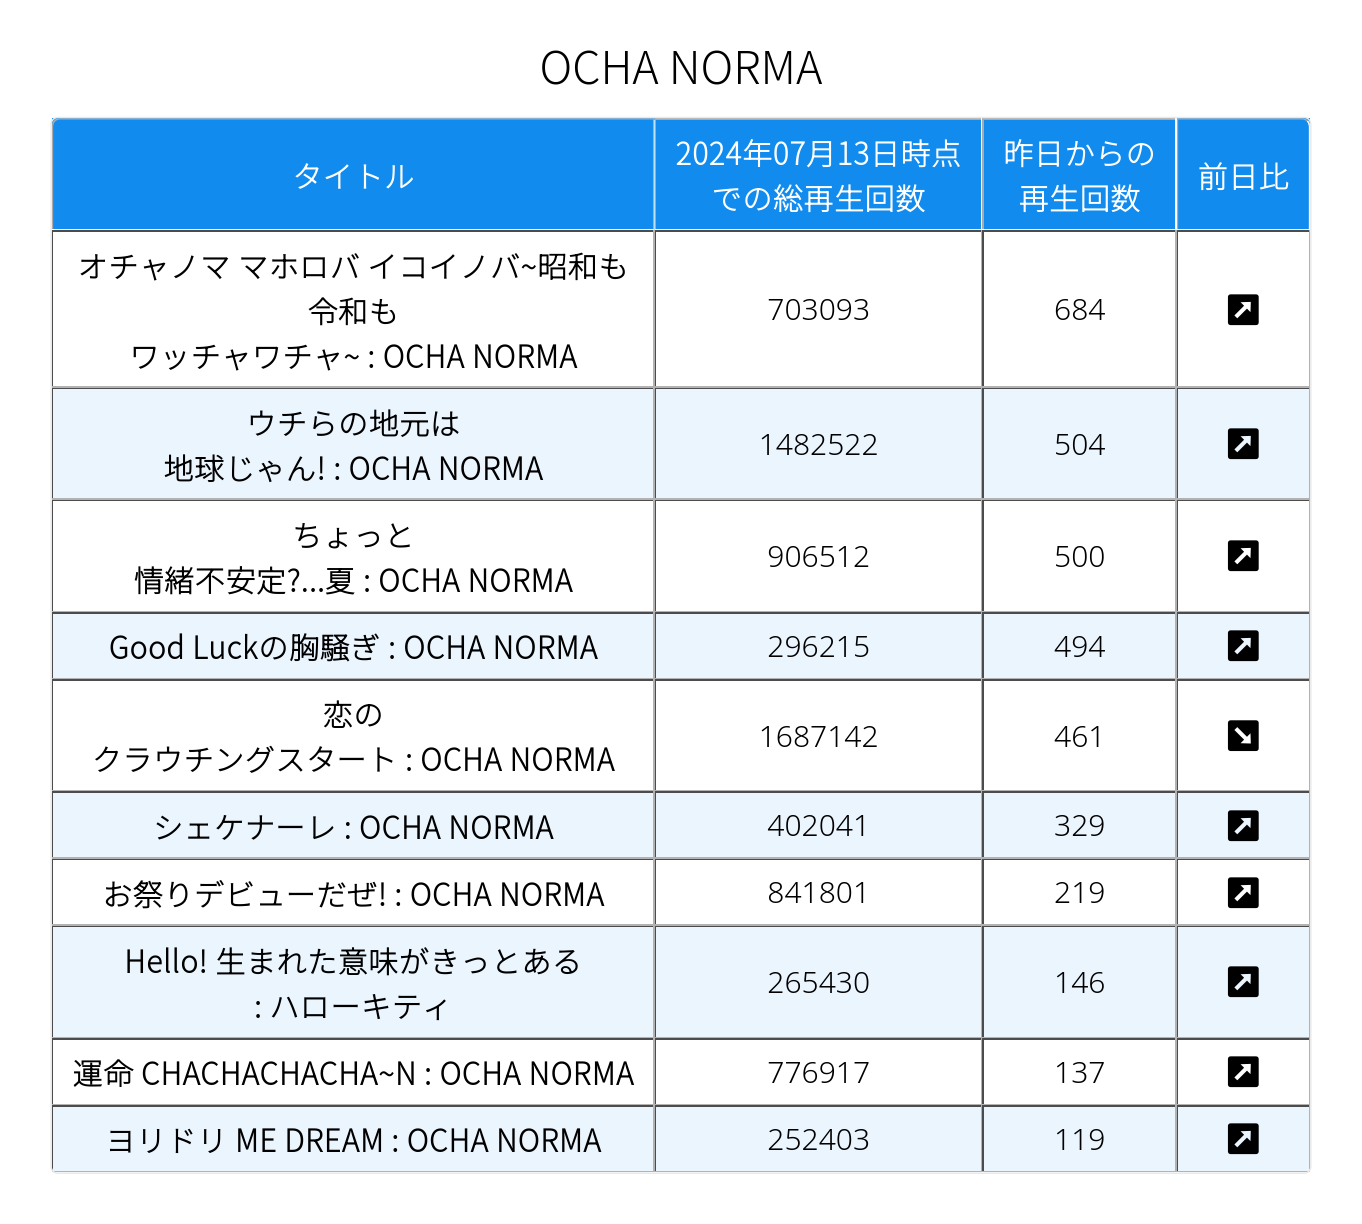 OCHA NORMA
タイトル
2024年07月13日時点
での総再生回数
昨日からの
再生回数
前日比
オチャノマ マホロバ イコイノバ~昭和も
令和も
ワッチャワチャ~ : OCHA NORMA
703093
684
ウチらの地元は
地球じゃん! : OCHA NORMA
1482522
504
ちょっと
情緒不安定?...夏 : OCHA NORMA
906512
500
Good Luckの胸騒ぎ : OCHA NORMA
296215
494
恋の
クラウチングスタート : OCHA NORMA
1687142
461
シェケナーレ : OCHA NORMA
402041
329
お祭りデビューだぜ! : OCHA NORMA
841801
219
Hello! 生まれた意味がきっとある
: ハローキティ
265430
146
運命 CHACHACHACHA~N : OCHA NORMA
776917
137
ヨリドリ ME DREAM : OCHA NORMA
252403
119